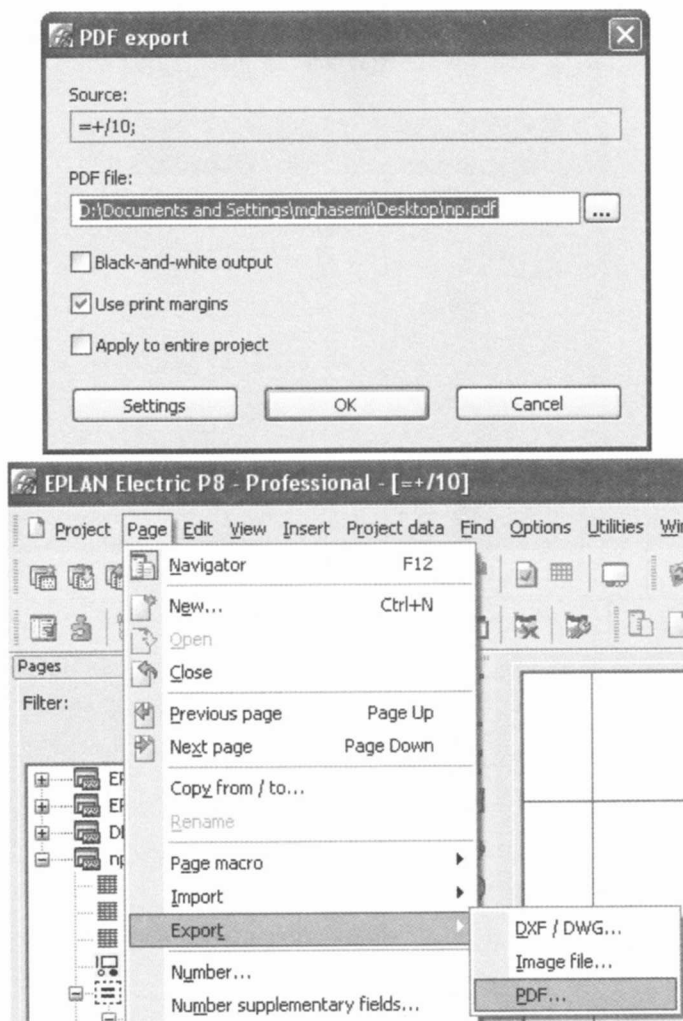 PDF export
Source:
=+/10;
PDF file:
D:\Documents and Settings\mghasemi\Desktop\np.pdf
...
Black-and-white output
Use print margins
Apply to entire project
Settings OK Cancel
EPLAN Electric P8 - Professional - [=+/10]
Project Page Edit View Insert Project data Find Options Utilities
Navigator F12
New... Ctrl+N
Open
Pages
Close
Filter:
Previous page Page Up
Next page Page Down
Copy from / to...
Rename
Page macro
Import
Export
DXF / DWG...
Image file...
Number...
PDF...
Number supplementary fields...